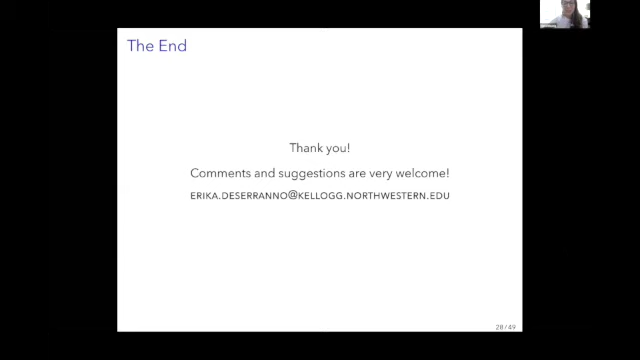 The End
Thank you!
Comments and suggestions are very welcome!
ERIKA.DESERRANNO@KELLOGG.NORTHWESTERN.EDU
28/49